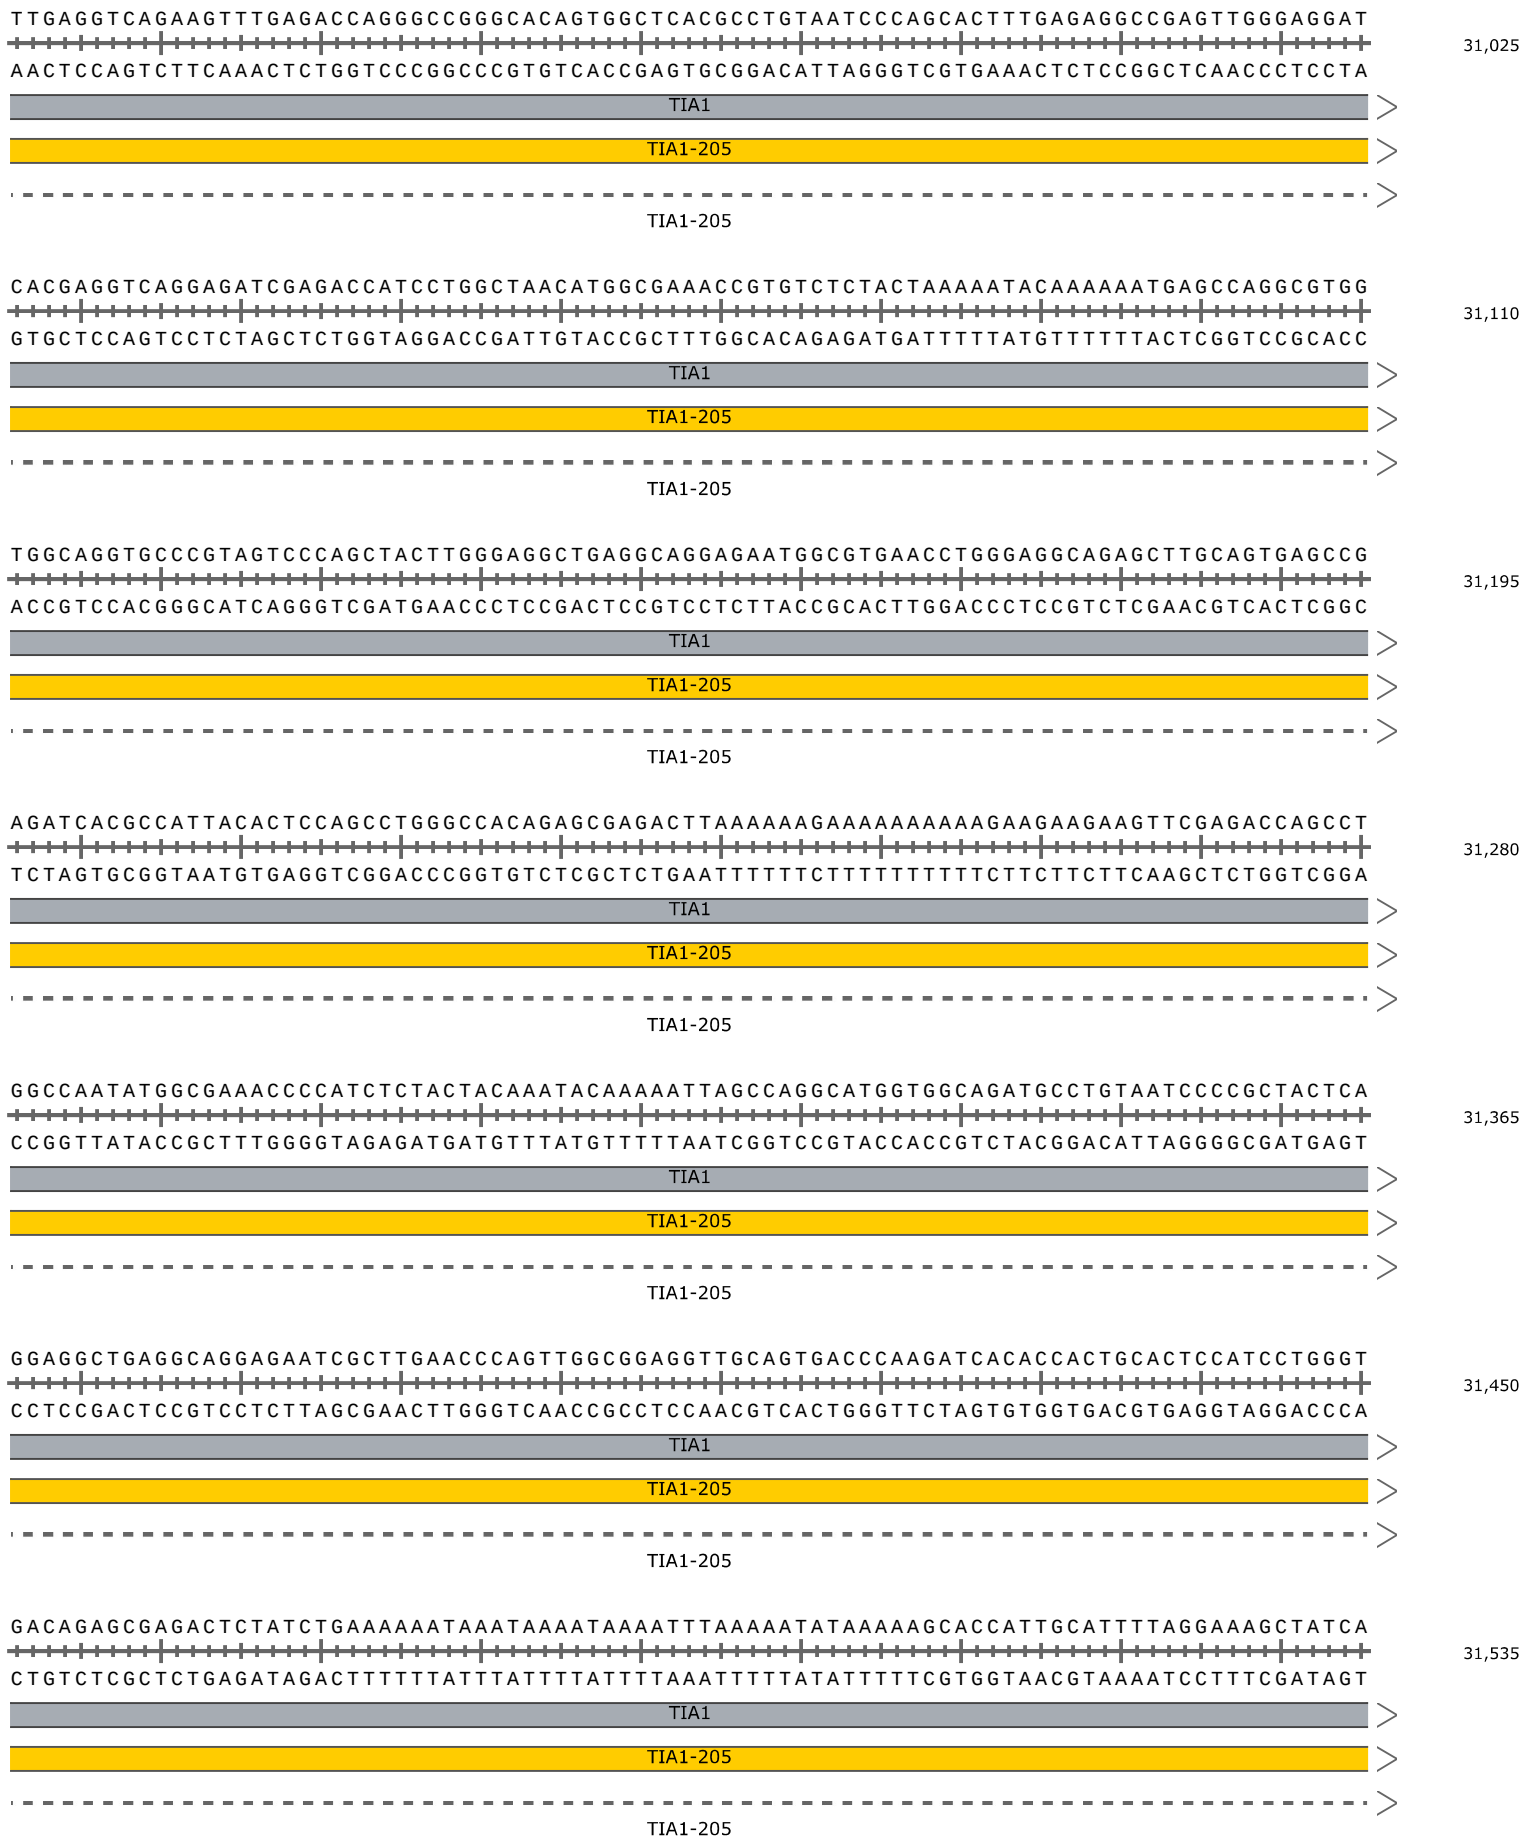 TTGAGGTCAGAAGTTTGAGACCAGGGCCGGGCACAGTGGCTCACGCCTGTAATCCCAGCACTTTGAGAGGCCGAGTTGGGAGGAT
31,025
AACTCCAGTCTTCAAACTCTGGTCCCGGCCCGTGTCACCGAGTGCGGACATTAGGGTCGTGAAACTCTCCGGCTCAACCCTCCTA
TIA1
TIA1-205
TIA1-205
CACGAGGTCAGGAGATCGAGACCATCCTGGCTAACATGGCGAAACCGTGTCTCTACTAAAAATACAAAAAATGAGCCAGGCGTGG
31,110
GTGCTCCAGTCCTCTAGCTCTGGTAGGACCGATTGTACCGCTTTGGCACAGAGATGATTTTTATGTTTTTTACTCGGTCCGCACC
TIA1
TIA1-205
TIA1-205
TGGCAGGTGCCCGTAGTCCCAGCTACTTGGGAGGCTGAGGCAGGAGAATGGCGTGAACCTGGGAGGCAGAGCTTGCAGTGAGCCG
31,195
ACCGTCCACGGGCATCAGGGTCGATGAACCCTCCGACTCCGTCCTCTTACCGCACTTGGACCCTCCGTCTCGAACGTCACTCGGC
TIA1
TIA1-205
TIA1-205
AGATCACGCCATTACACTCCAGCCTGGGCCACAGAGCGAGACTTAAAAAAGAAAAAAAAAAGAAGAAGAAGTTCGAGACCAGCCT
31,280
TCTAGTGCGGTAATGTGAGGTCGGACCCGGTGTCTCGCTCTGAATTTTTTCTTTTTTTTTTCTTCTTCTTCAAGCTCTGGTCGGA
TIA1
TIA1-205
TIA1-205
GGCCAATATGGCGAAACCCCATCTCTACTACAAATACAAAAATTAGCCAGGCATGGTGGCAGATGCCTGTAATCCCCGCTACTCA
31,365
CCGGTTATACCGCTTTGGGGTAGAGATGATGTTTATGTTTTTAATCGGTCCGTACCACCGTCTACGGACATTAGGGGCGATGAGT
TIA1
TIA1-205
TIA1-205
GGAGGCTGAGGCAGGAGAATCGCTTGAACCCAGTTGGCGGAGGTTGCAGTGACCCAAGATCACACCACTGCACTCCATCCTGGGT
31,450
CCTCCGACTCCGTCCTCTTAGCGAACTTGGGTCAACCGCCTCCAACGTCACTGGGTTCTAGTGTGGTGACGTGAGGTAGGACCCA
TIA1
TIA1-205
TIA1-205
GACAGAGCGAGACTCTATCTGAAAAAATAAATAAAATAAAATTTAAAAATATAAAAAGCACCATTGCATTTTAGGAAAGCTATCA
31,535
CTGTCTCGCTCTGAGATAGACTTTTTTATTTATTTTATTTTAAATTTTTATATTTTTCGTGGTAACGTAAAATCCTTTCGATAGT
TIA1
TIA1-205
TIA1-205